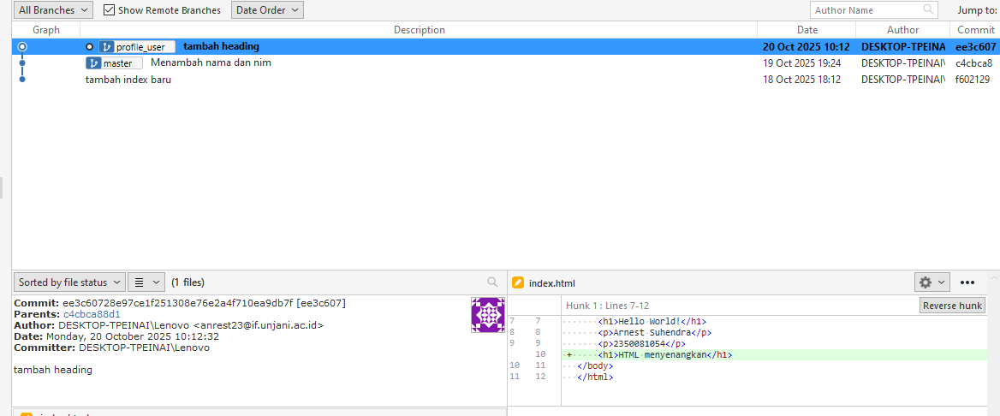 All Branches Show Remote Branches Date Order Author Name Jump to:
Graph Description Date Author Commit
profile_user tambah heading 20 Oct 2025 10:12 DESKTOP-TPEINAI ee3c607
master Menambah nama dan nim 19 Oct 2025 19:24 DESKTOP-TPEINAI\ c4cbca8
tambah index baru 18 Oct 2025 18:12 DESKTOP-TPEINAI\ f602129
Sorted by file status (1 files)
Commit: ee3c60728e97ce1f251308e76e2a4f710ea9db7f [ee3c607]
Parents: c4cbca88d1
Author: DESKTOP-TPEINAI\Lenovo <anrest23@if.unjani.ac.id>
Date: Monday, 20 October 2025 10:12:32
Committer: DESKTOP-TPEINAI\Lenovo
tambah heading
index.html
Hunk 1 : Lines 7-12 Reverse hunk
7 7 <h1>Hello World!</h1>
8 8 <p>Arnest Suhendra</p>
9 9 <p>2350081054</p>
10 + <h1>HTML menyenangkan</h1>
10 11 </body>
11 12 </html>